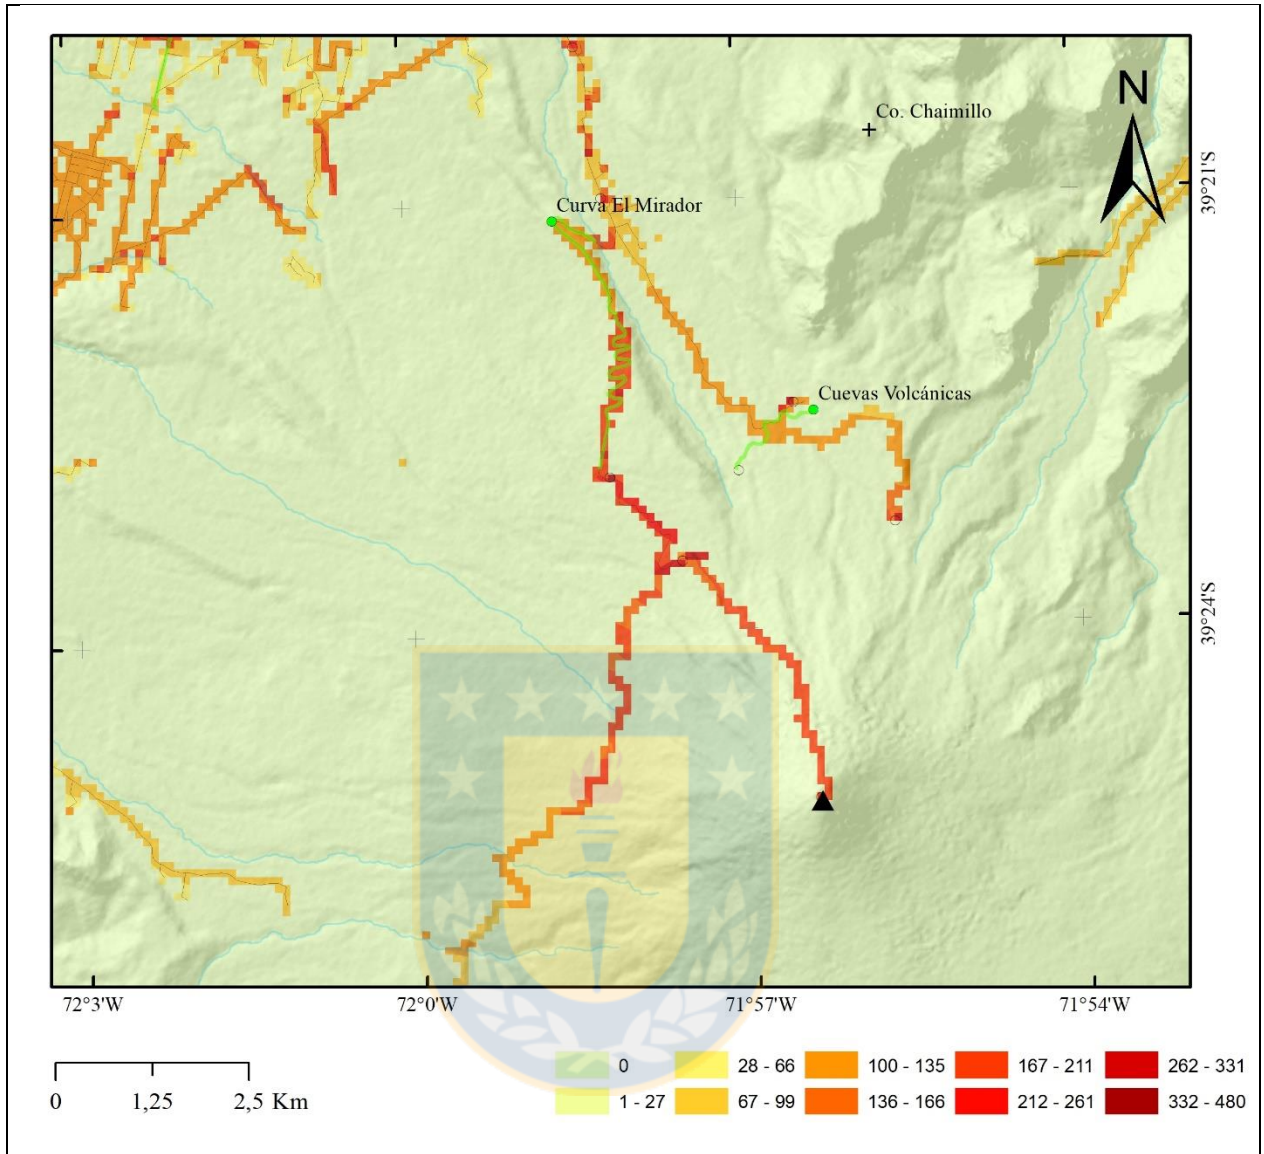 N
Co. Chaimillo
39°21'S
Curva El Mirador
Cuevas Volcánicas
39°24'S
72°3'W 72°0'W 71°57'W 71°54'W
0 1,25 2,5 Km
0 28 - 66 100 - 135 167 - 211 262 - 331
1 - 27 67 - 99 136 - 166 212 - 261 332 - 480